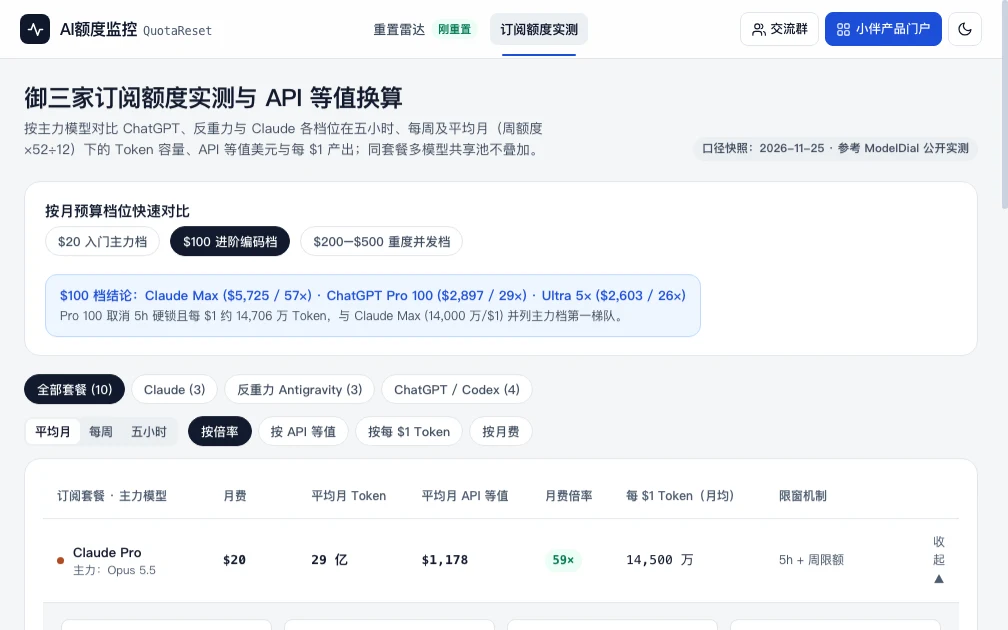 AI额度监控 QuotaReset
重置雷达 刚重置
订阅额度实测
交流群
小伴产品门户
御三家订阅额度实测与 API 等值换算
按主力模型对比 ChatGPT、反重力与 Claude 各档位在五小时、每周及平均月（周额度
×52÷12）下的 Token 容量、API 等值美元与每 $1 产出；同套餐多模型共享池不叠加。
口径快照：2026-11-25 · 参考 ModelDial 公开实测
按月预算档位快速对比
$20 入门主力档
$100 进阶编码档
$200—$500 重度并发档
$100 档结论：Claude Max ($5,725 / 57×) · ChatGPT Pro 100 ($2,897 / 29×) · Ultra 5× ($2,603 / 26×)
Pro 100 取消 5h 硬锁且每 $1 约 14,706 万 Token，与 Claude Max (14,000 万/$1) 并列主力档第一梯队。
全部套餐 (10)
Claude (3)
反重力 Antigravity (3)
ChatGPT / Codex (4)
平均月 每周 五小时
按倍率
按 API 等值
按每 $1 Token
按月费
订阅套餐 · 主力模型 月费 平均月 Token 平均月 API 等值 月费倍率 每 $1 Token（月均） 限窗机制
Claude Pro
主力：Opus 5.5
$20 29 亿 $1,178 59× 14,500 万 5h + 周限额
收
起
▲